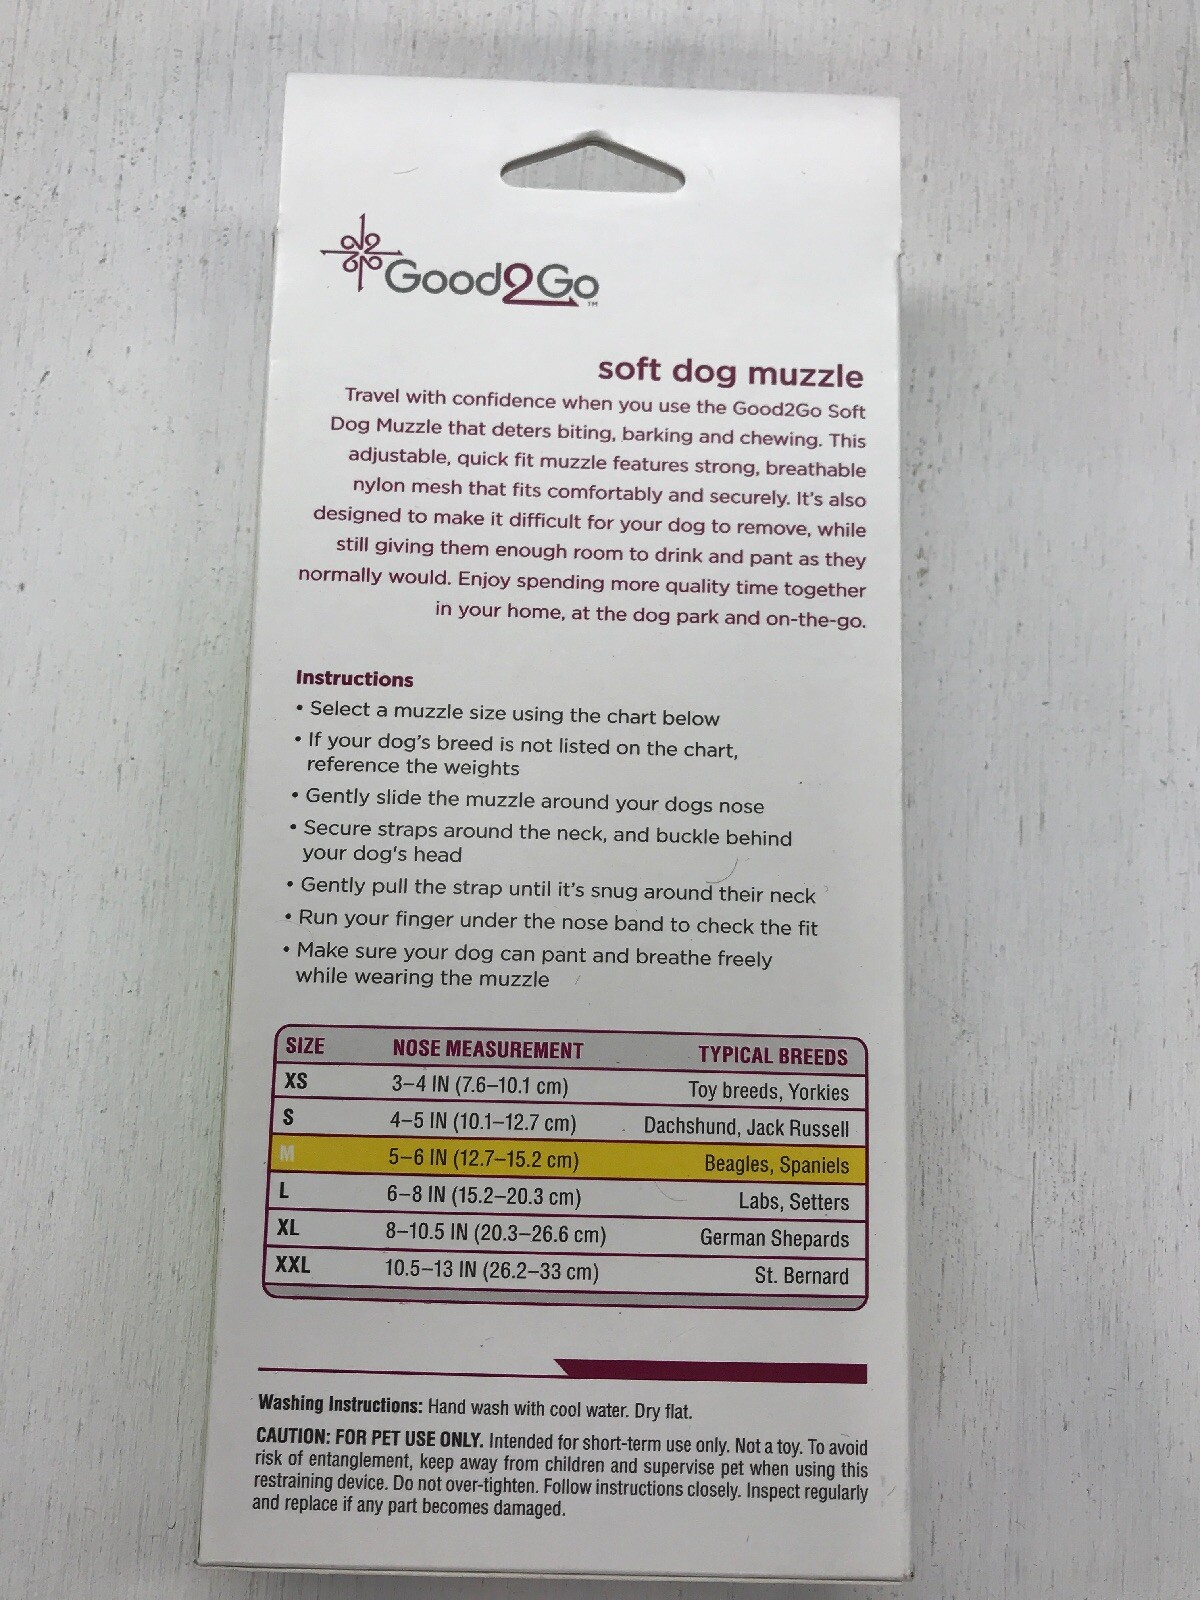 Good2Go™
soft dog muzzle
Travel with confidence when you use the Good2Go Soft
Dog Muzzle that deters biting, barking and chewing. This
adjustable, quick fit muzzle features strong, breathable
nylon mesh that fits comfortably and securely. It's also
designed to make it difficult for your dog to remove, while
still giving them enough room to drink and pant as they
normally would. Enjoy spending more quality time together
in your home, at the dog park and on-the-go.
Instructions
• Select a muzzle size using the chart below
• If your dog's breed is not listed on the chart,
reference the weights
• Gently slide the muzzle around your dogs nose
• Secure straps around the neck, and buckle behind
your dog's head
• Gently pull the strap until it's snug around their neck
• Run your finger under the nose band to check the fit
• Make sure your dog can pant and breathe freely
while wearing the muzzle
SIZE NOSE MEASUREMENT TYPICAL BREEDS
XS 3–4 IN (7.6–10.1 cm) Toy breeds, Yorkies
S 4–5 IN (10.1–12.7 cm) Dachshund, Jack Russell
M 5–6 IN (12.7–15.2 cm) Beagles, Spaniels
L 6–8 IN (15.2–20.3 cm) Labs, Setters
XL 8–10.5 IN (20.3–26.6 cm) German Shepards
XXL 10.5–13 IN (26.2–33 cm) St. Bernard
Washing Instructions: Hand wash with cool water. Dry flat.
CAUTION: FOR PET USE ONLY. Intended for short-term use only. Not a toy. To avoid
risk of entanglement, keep away from children and supervise pet when using this
restraining device. Do not over-tighten. Follow instructions closely. Inspect regularly
and replace if any part becomes damaged.